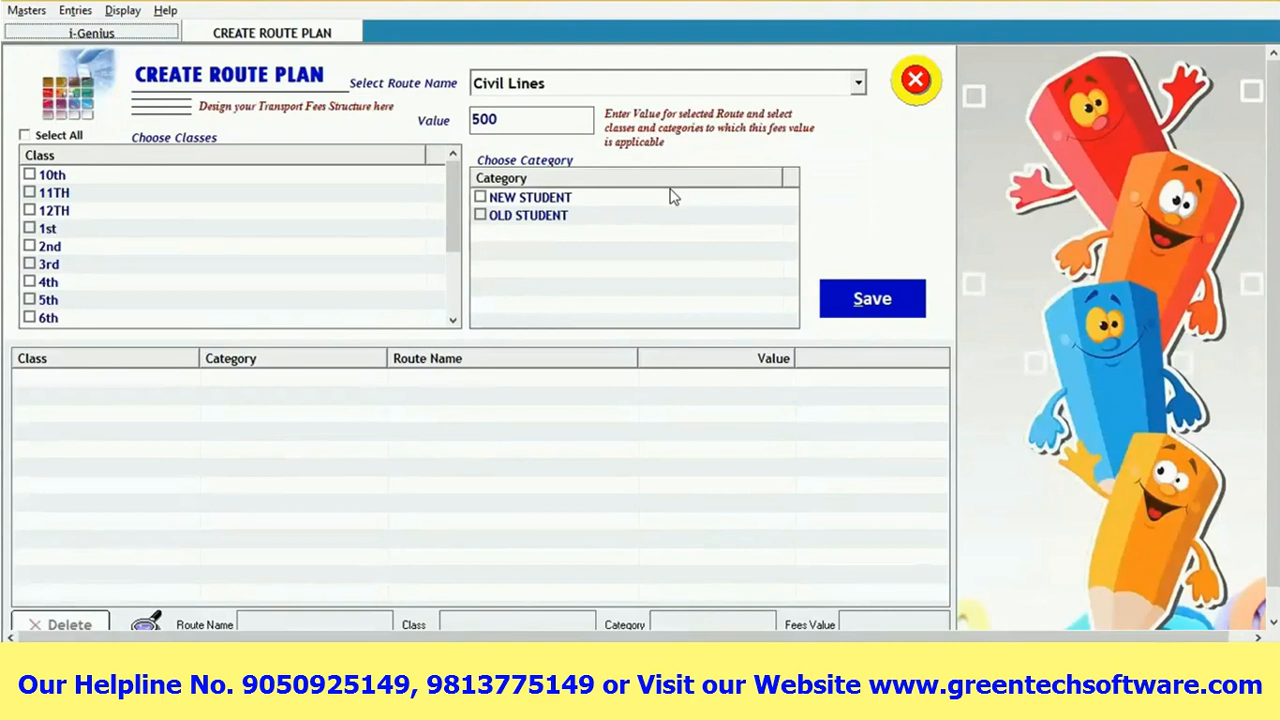 Masters Entries Display Help
i-Genius CREATE ROUTE PLAN
CREATE ROUTE PLAN
Design your Transport Fees Structure here
Select Route Name Civil Lines
Value 500
Enter Value for selected Route and select
classes and categories to which this fees value
is applicable
Select All
Choose Classes
Class
10th
11TH
12TH
1st
2nd
3rd
4th
5th
6th
Choose Category
Category
NEW STUDENT
OLD STUDENT
Save
Class Category Route Name Value
Delete Route Name Class Category Fees Value
Our Helpline No. 9050925149, 9813775149 or Visit our Website www.greentechsoftware.com